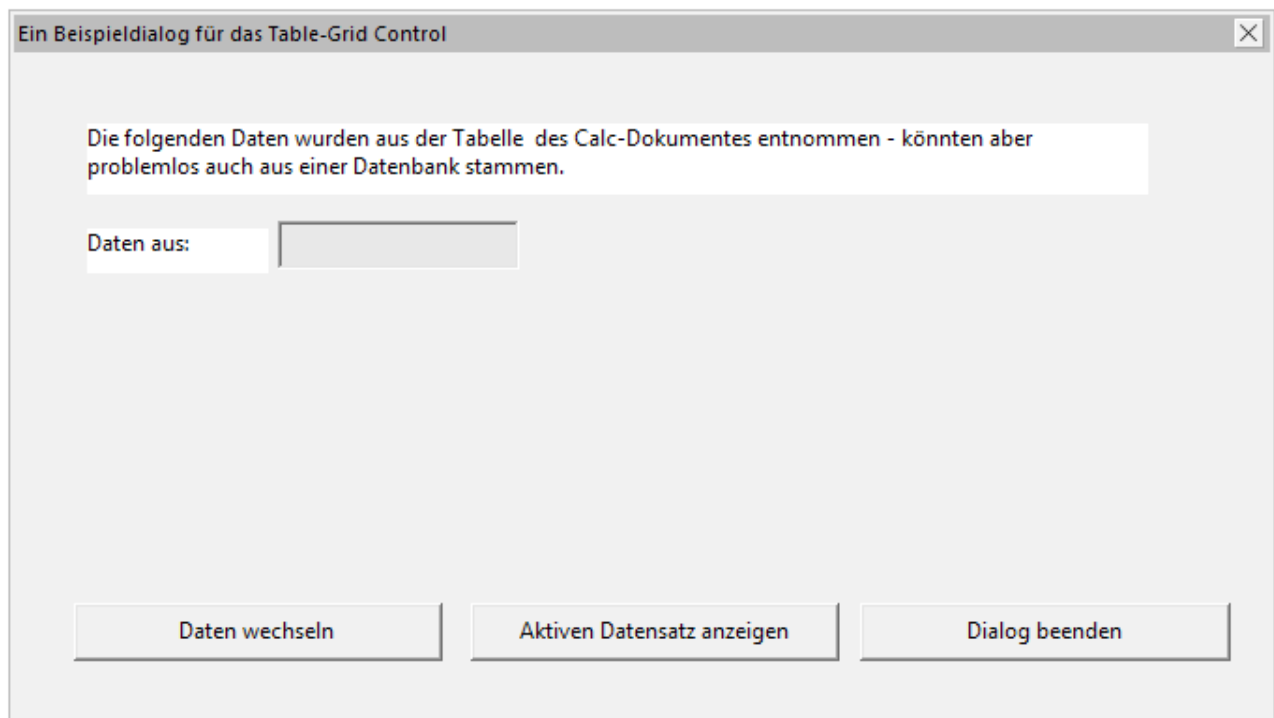 Ein Beispieldialog für das Table-Grid Control
Die folgenden Daten wurden aus der Tabelle  des Calc-Dokumentes entnommen - könnten aber
problemlos auch aus einer Datenbank stammen.
Daten aus:
Daten wechseln
Aktiven Datensatz anzeigen
Dialog beenden